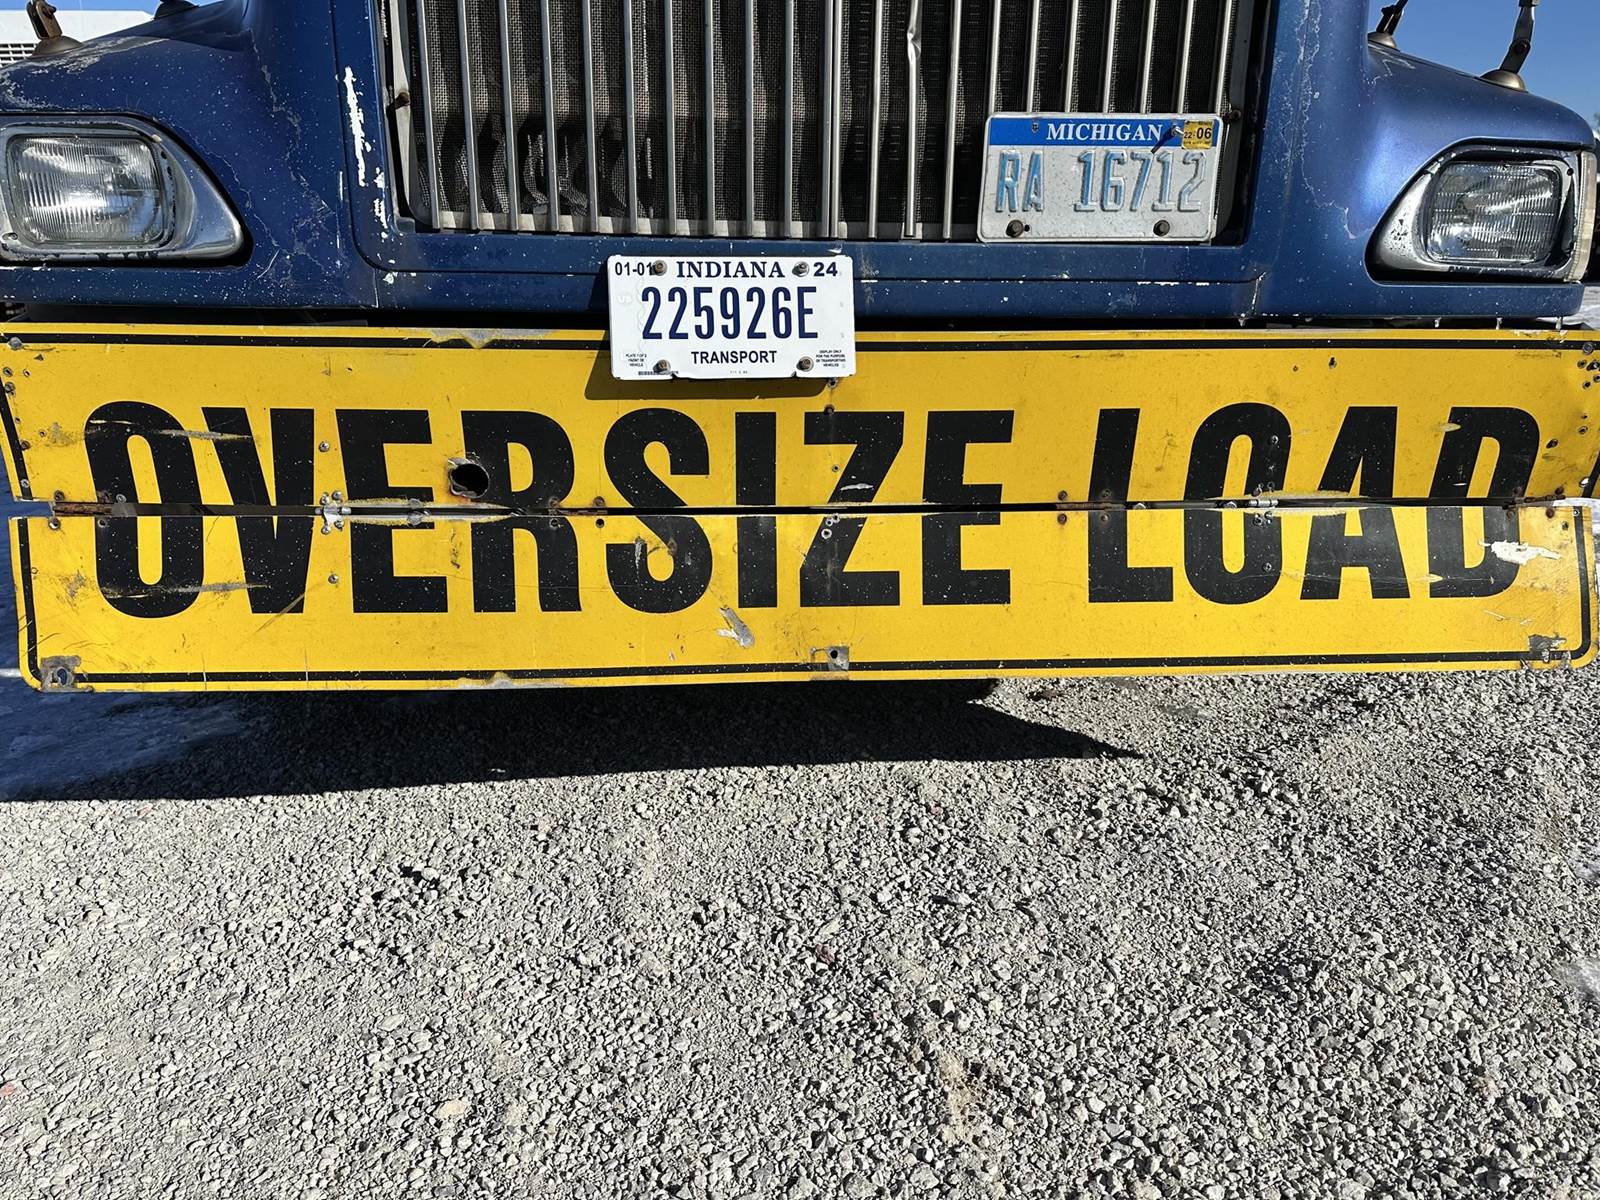 MICHIGAN 22-06
RA 16712
01-01 INDIANA 24
225926E
TRANSPORT
OVERSIZE LOAD